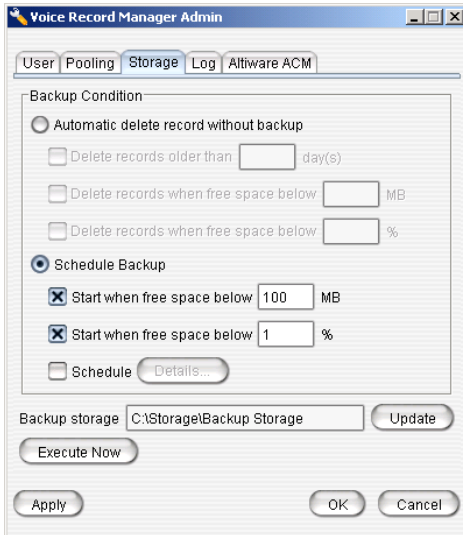 Voice Record Manager Admin
User Pooling Storage Log Altiware ACM
Backup Condition
Automatic delete record without backup
Delete records older than day(s)
Delete records when free space below MB
Delete records when free space below %
Schedule Backup
Start when free space below 100 MB
Start when free space below 1 %
Schedule Details...
Backup storage C:\Storage\Backup Storage Update
Execute Now
Apply OK Cancel